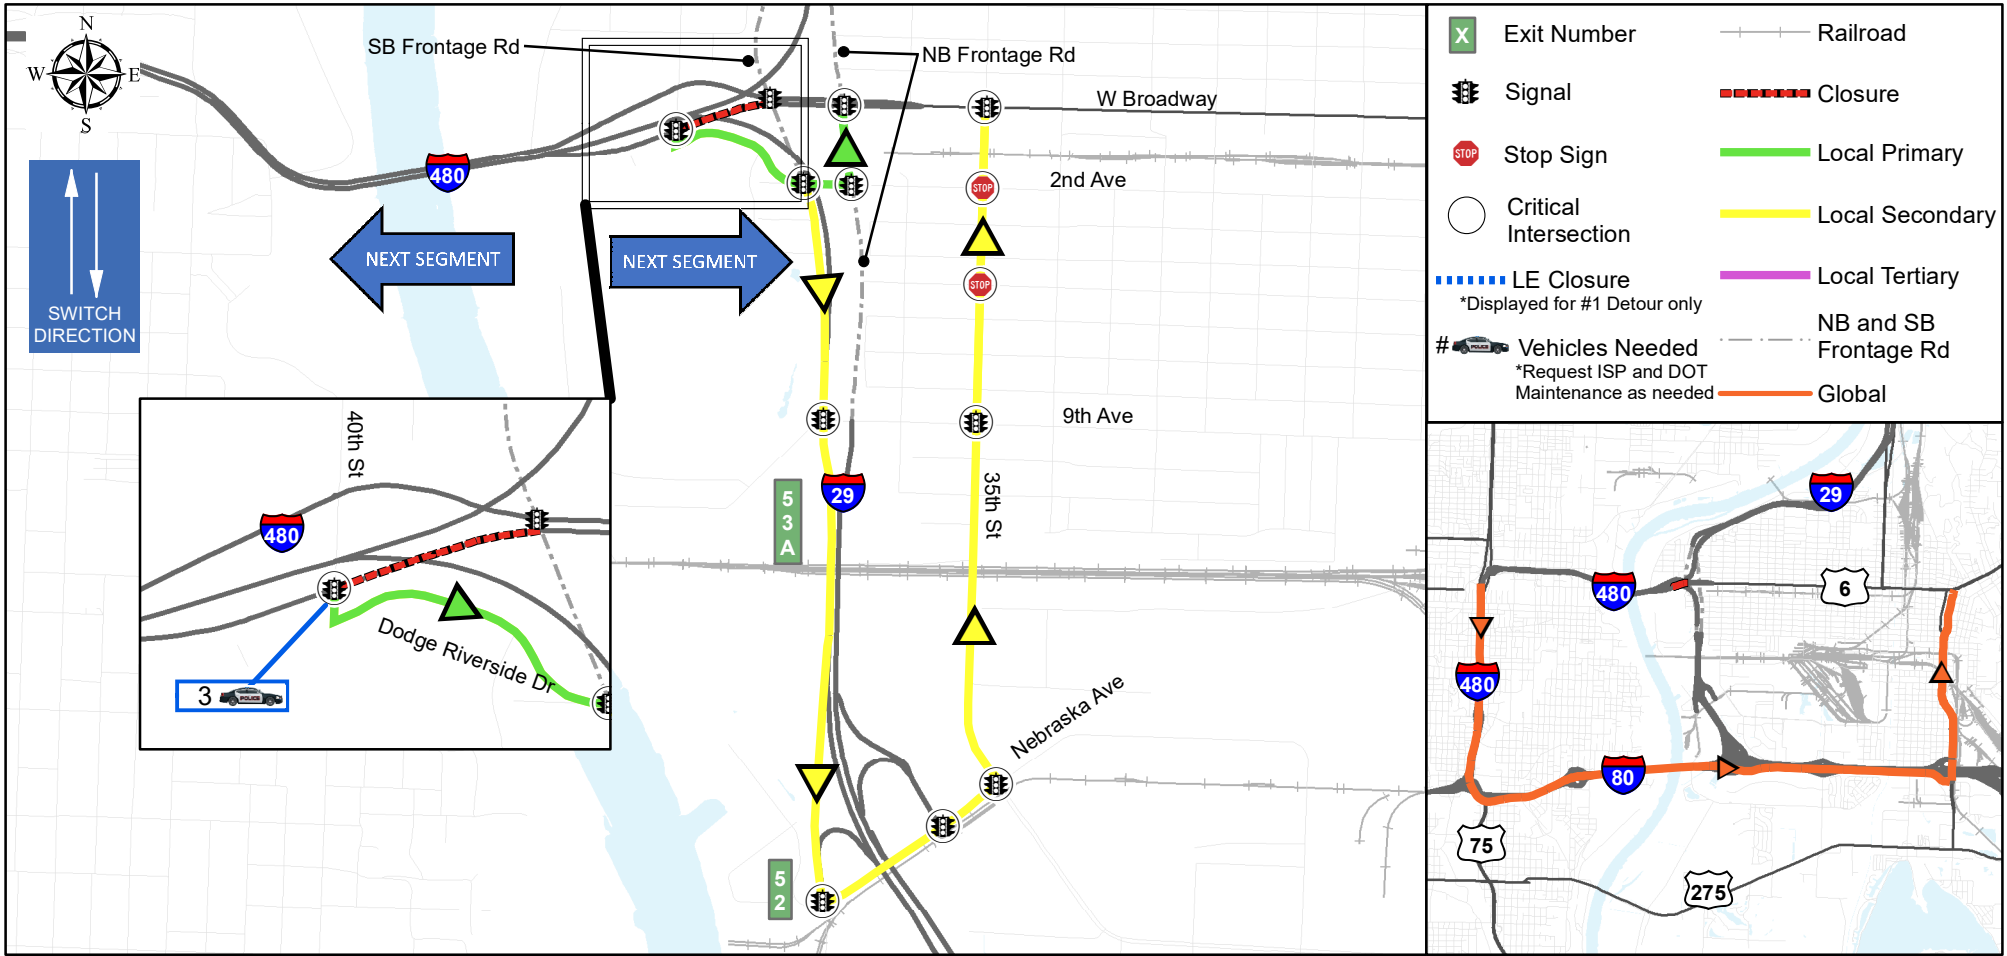 N
W E
S
SWITCH
DIRECTION
SB Frontage Rd
NB Frontage Rd
W Broadway
480
2nd Ave
STOP
NEXT SEGMENT
NEXT SEGMENT
STOP
9th Ave
5
3
A
29
35th St
Nebraska Ave
5
2
40th St
480
Dodge Riverside Dr
3
POLICE
X Exit Number
Signal
STOP Stop Sign
Critical
Intersection
LE Closure
*Displayed for #1 Detour only
# POLICE Vehicles Needed
*Request ISP and DOT
Maintenance as needed
Railroad
Closure
Local Primary
Local Secondary
Local Tertiary
NB and SB
Frontage Rd
Global
29
480
6
480
80
75
275